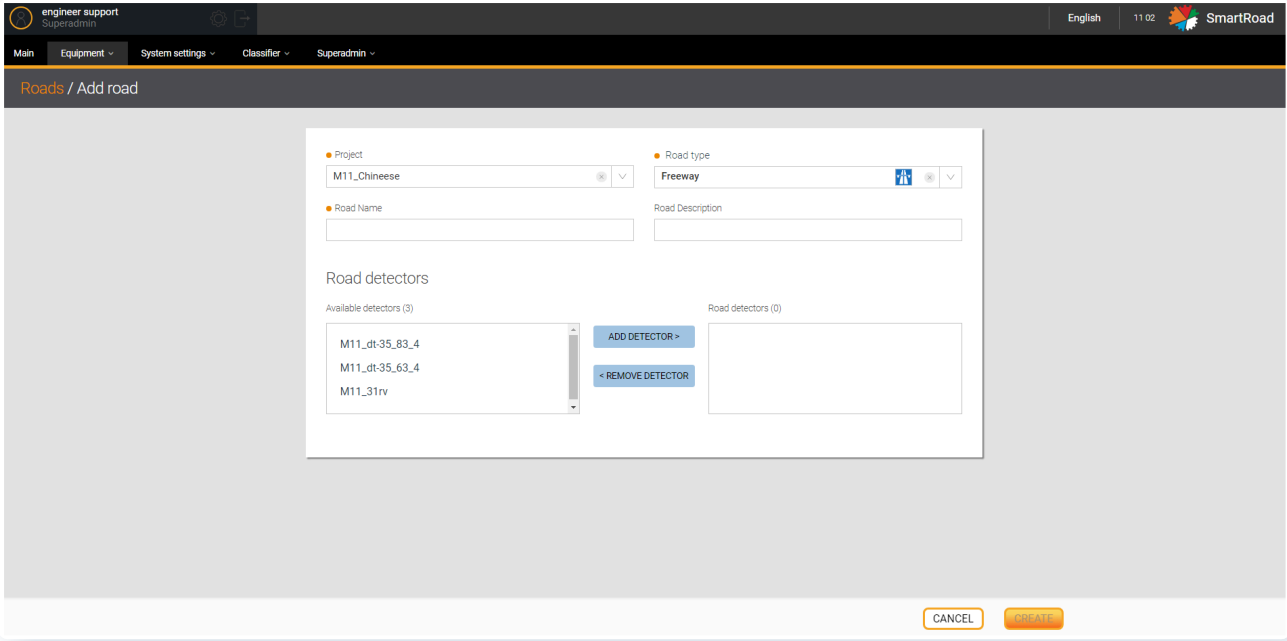 engineer support
Superadmin
English
11 02
SmartRoad
Main
Equipment
System settings
Classifier
Superadmin
Roads / Add road
Project
Road type
M11_Chineese
Freeway
Road Name
Road Description
Road detectors
Available detectors (3)
Road detectors (0)
M11_dt-35_83_4
M11_dt-35_63_4
M11_31rv
ADD DETECTOR >
< REMOVE DETECTOR
CANCEL
CREATE